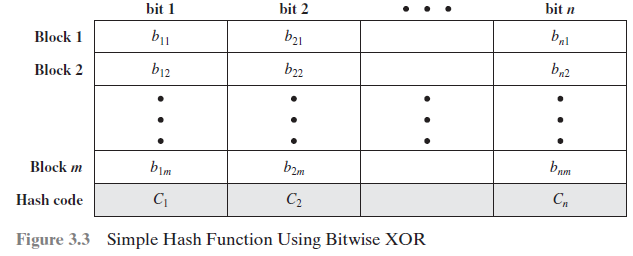 bit 1 bit 2 • • • bit n
Block 1 b₁₁ b₂₁ bₙ₁
Block 2 b₁₂ b₂₂ bₙ₂
• • • •
• • • •
• • • •
Block m b₁ₘ b₂ₘ bₙₘ
Hash code C₁ C₂ Cₙ
Figure 3.3 Simple Hash Function Using Bitwise XOR